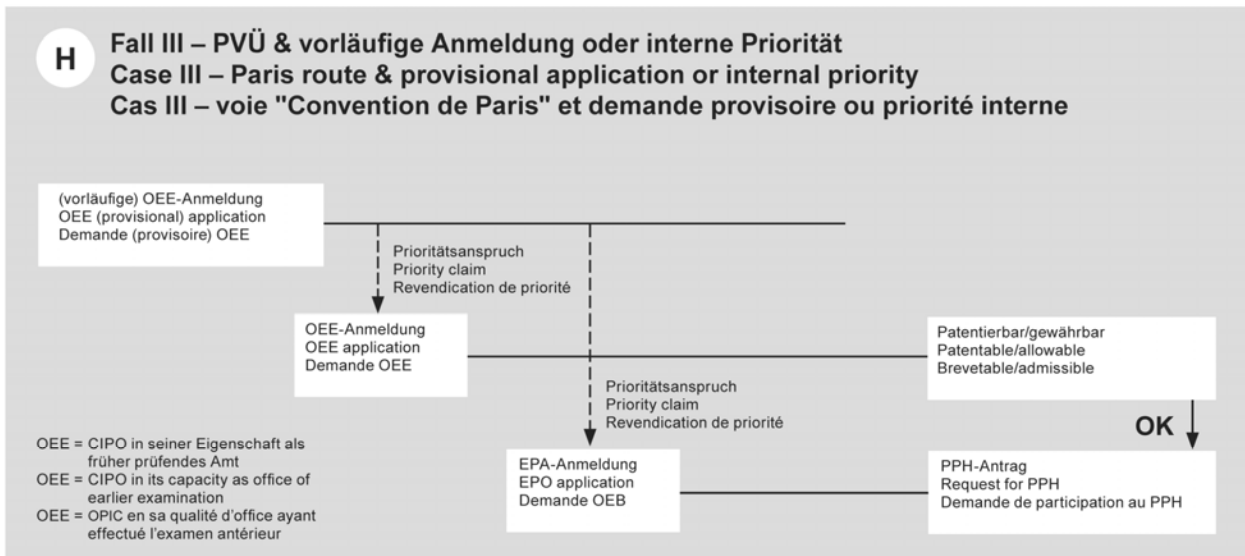 H
Fall III – PVÜ & vorläufige Anmeldung oder interne Priorität
Case III – Paris route & provisional application or internal priority
Cas III – voie "Convention de Paris" et demande provisoire ou priorité interne
(vorläufige) OEE-Anmeldung
OEE (provisional) application
Demande (provisoire) OEE
Prioritätsanspruch
Priority claim
Revendication de priorité
OEE-Anmeldung
OEE application
Demande OEE
Patentierbar/gewährbar
Patentable/allowable
Brevetable/admissible
Prioritätsanspruch
Priority claim
Revendication de priorité
OK
OEE = CIPO in seiner Eigenschaft als
früher prüfendes Amt
OEE = CIPO in its capacity as office of
earlier examination
OEE = OPIC en sa qualité d'office ayant
effectué l'examen antérieur
EPA-Anmeldung
EPO application
Demande OEB
PPH-Antrag
Request for PPH
Demande de participation au PPH